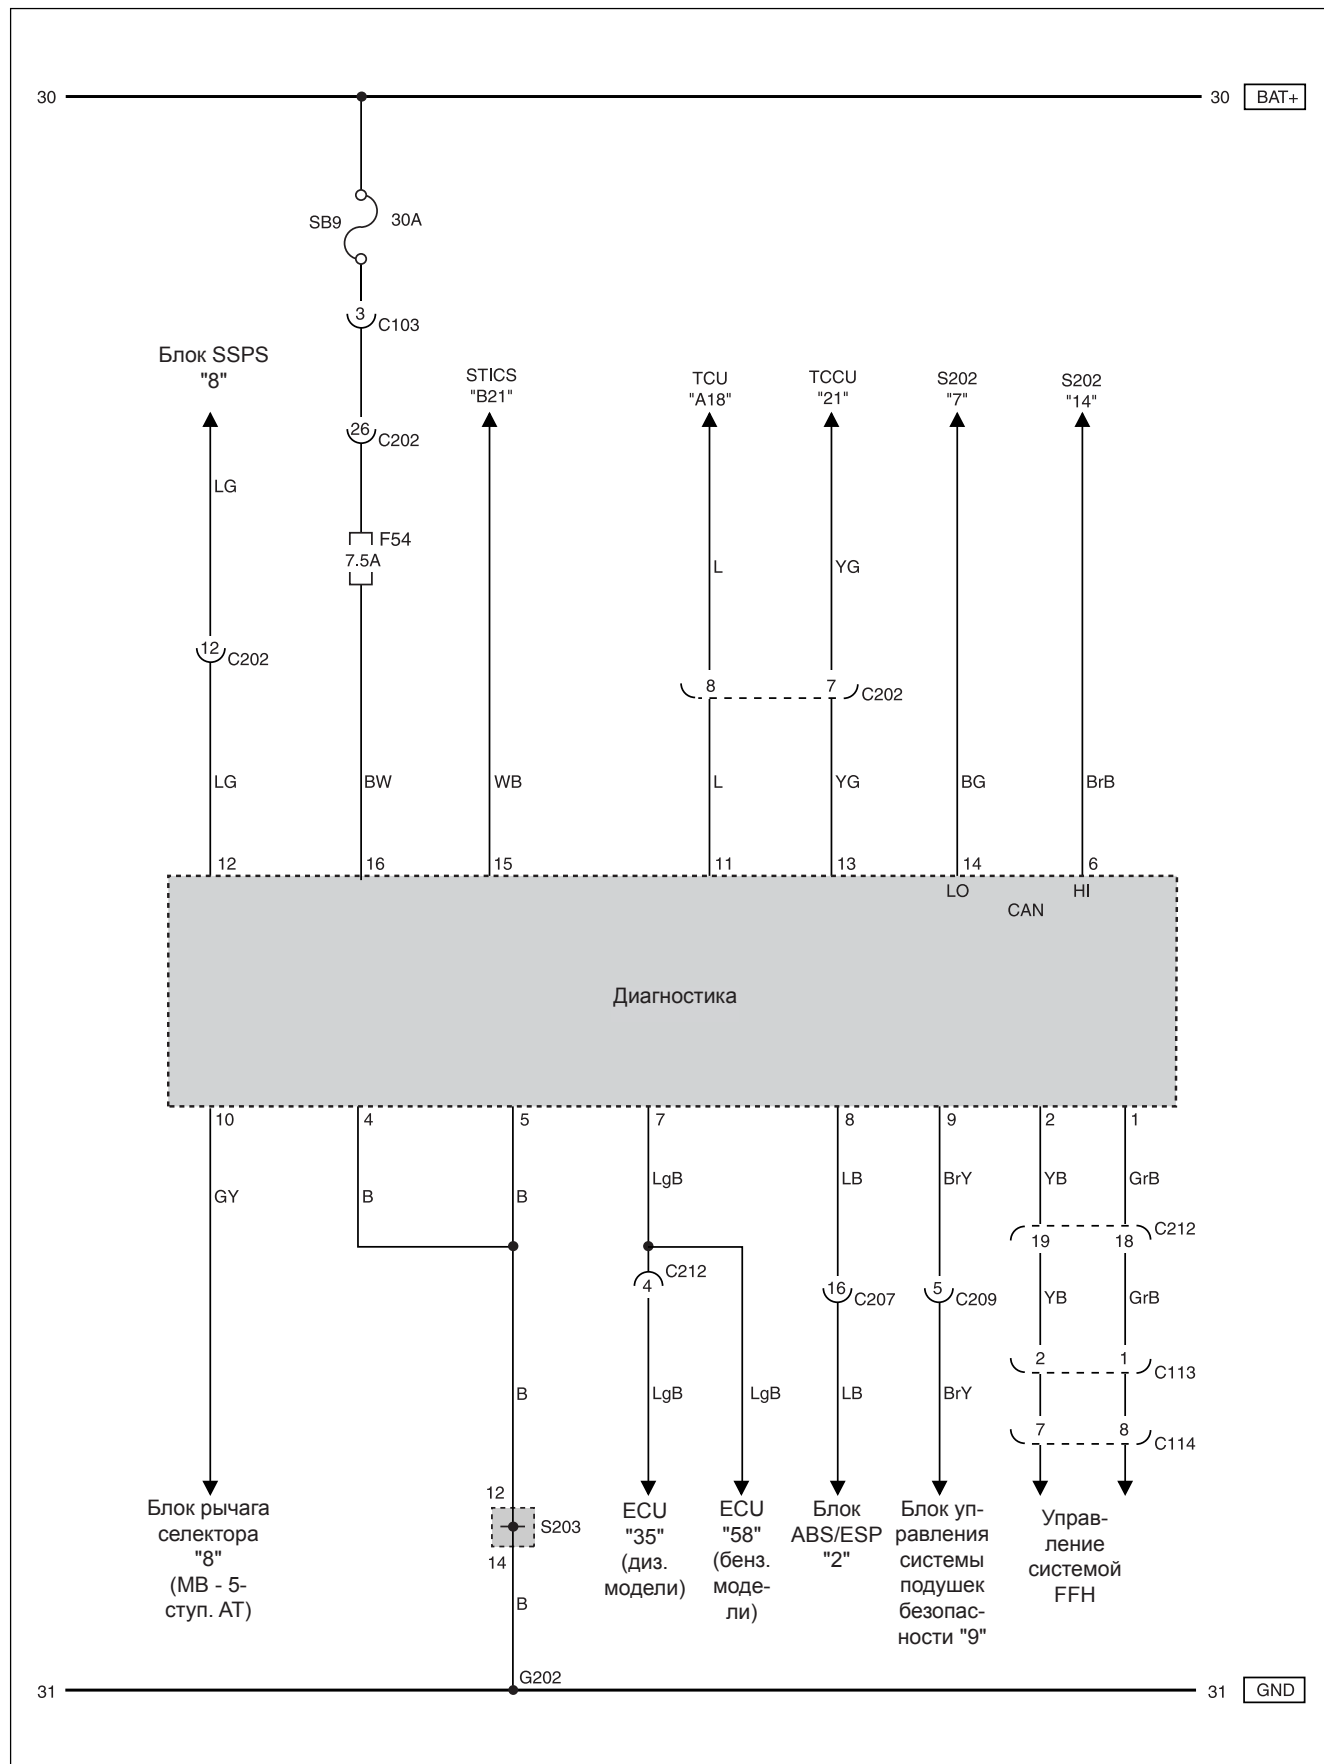 30
30 BAT+
SB9 30A
3 C103
Блок SSPS
"8"
STICS
"B21"
TCU
"A18"
TCCU
"21"
S202
"7"
S202
"14"
26 C202
LG
F54
7.5A
L YG
12 C202
8 7 C202
LG BW WB L YG BG BrB
12 16 15 11 13 14 6
LO HI
CAN
Диагностика
10 4 5 7 8 9 2 1
LgB LB BrY YB GrB
GY B B
C212
19 18
C212
4
16 C207
5 C209
YB GrB
2 1 C113
B LgB LgB LB BrY
7 8 C114
12
S203
14
B
Блок рычага
селектора
"8"
(MB - 5-
ступ. AT)
ECU
"35"
(диз.
модели)
ECU
"58"
(бенз.
моде-
ли)
Блок
ABS/ESP
"2"
Блок уп-
равления
системы
подушек
безопас-
ности "9"
Управ-
ление
системой
FFH
G202
31
31 GND